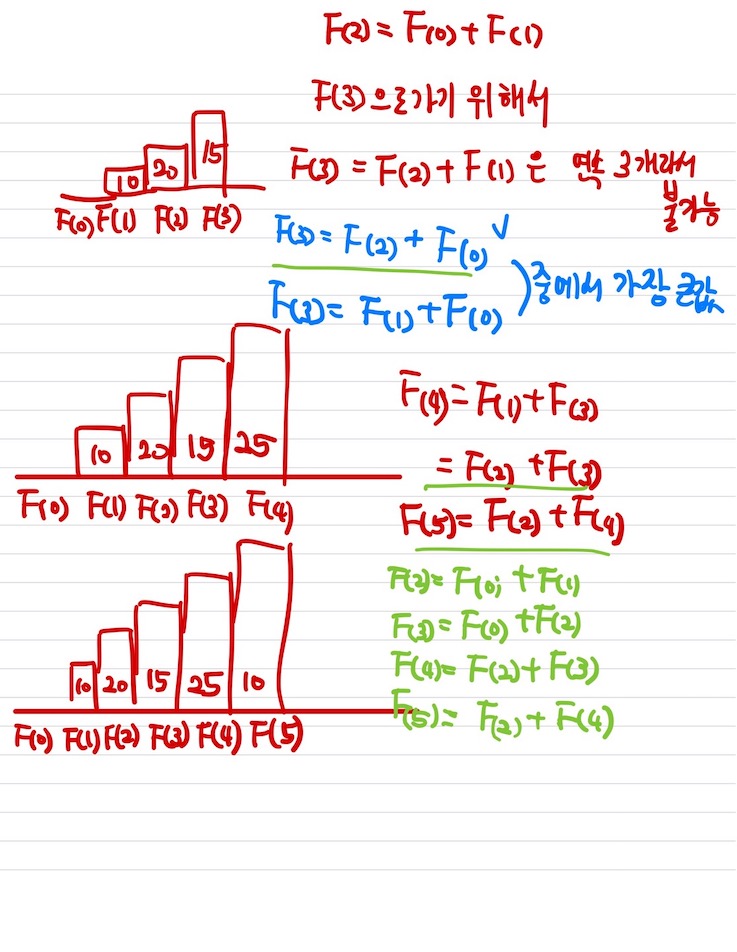 F(2) = F(0) + F(1)
F(3)으로가기 위해서
F(3) = F(2) + F(1) 은 연속 3개라서
불가능
10 20 15
F(0) F(1) F(2) F(3)
F(3) = F(2) + F(0) ✓
F(3) = F(1) + F(0)
중에서 가장 큰값
10 20 15 25
F(0) F(1) F(2) F(3) F(4)
F(4) = F(1) + F(3)
= F(2) + F(3)
F(5) = F(2) + F(4)
10 20 15 25 10
F(0) F(1) F(2) F(3) F(4) F(5)
F(2) = F(0) + F(1)
F(3) = F(0) + F(2)
F(4) = F(2) + F(3)
F(5) = F(2) + F(4)